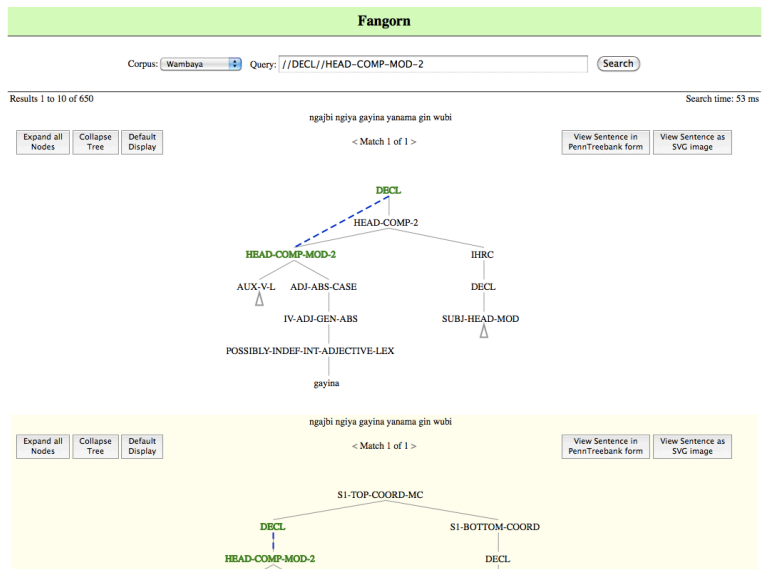 Fangorn
Corpus: Wambaya Query: //DECL//HEAD-COMP-MOD-2 Search
Results 1 to 10 of 650 Search time: 53 ms
ngajbi ngiya gayina yanama gin wubi
Expand all Nodes Collapse Tree Default Display < Match 1 of 1 > View Sentence in PennTreebank form View Sentence as SVG image
DECL
HEAD-COMP-2
HEAD-COMP-MOD-2 IHRC
AUX-V-L ADJ-ABS-CASE DECL
IV-ADJ-GEN-ABS SUBJ-HEAD-MOD
POSSIBLY-INDEF-INT-ADJECTIVE-LEX
gayina
ngajbi ngiya gayina yanama gin wubi
Expand all Nodes Collapse Tree Default Display < Match 1 of 1 > View Sentence in PennTreebank form View Sentence as SVG image
S1-TOP-COORD-MC
DECL S1-BOTTOM-COORD
HEAD-COMP-MOD-2 DECL